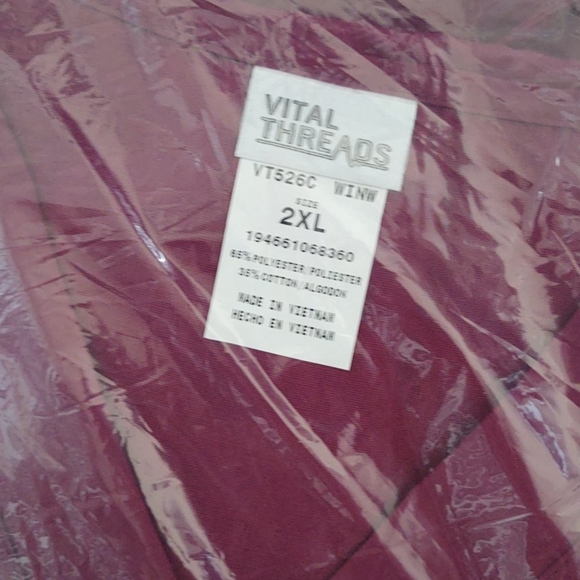 VITAL
THREADS
VT526C WINW
SIZE
2XL
194661068360
65% POLYESTER/POLIESTER
35% COTTON/ALGODON
MADE IN VIETNAM
HECHO EN VIETNAM